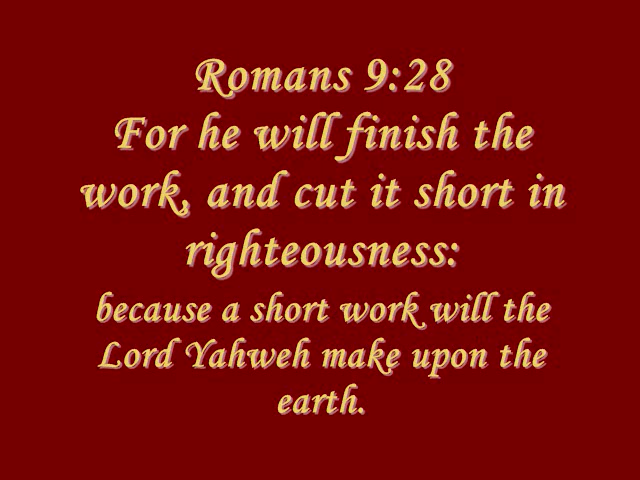 Romans 9:28
For he will finish the
work, and cut it short in
righteousness:
because a short work will the
Lord Yahweh make upon the
earth.